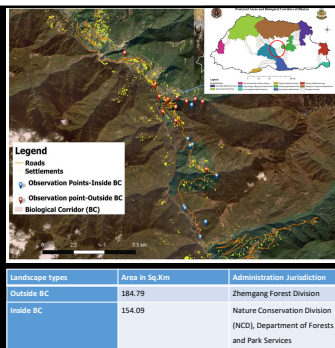 Protected Areas and Biological Corridors of Bhutan
Legend
Legend
Roads
Settlements
Observation Points-Inside BC
Observation point-Outside BC
Biological Corridor (BC)
0 2.5 5 7.5 km
Landscape types Area in Sq.Km Administration Jurisdiction
Outside BC 184.79 Zhemgang Forest Division
Inside BC 154.09 Nature Conservation Division
(NCD), Department of Forests
and Park Services